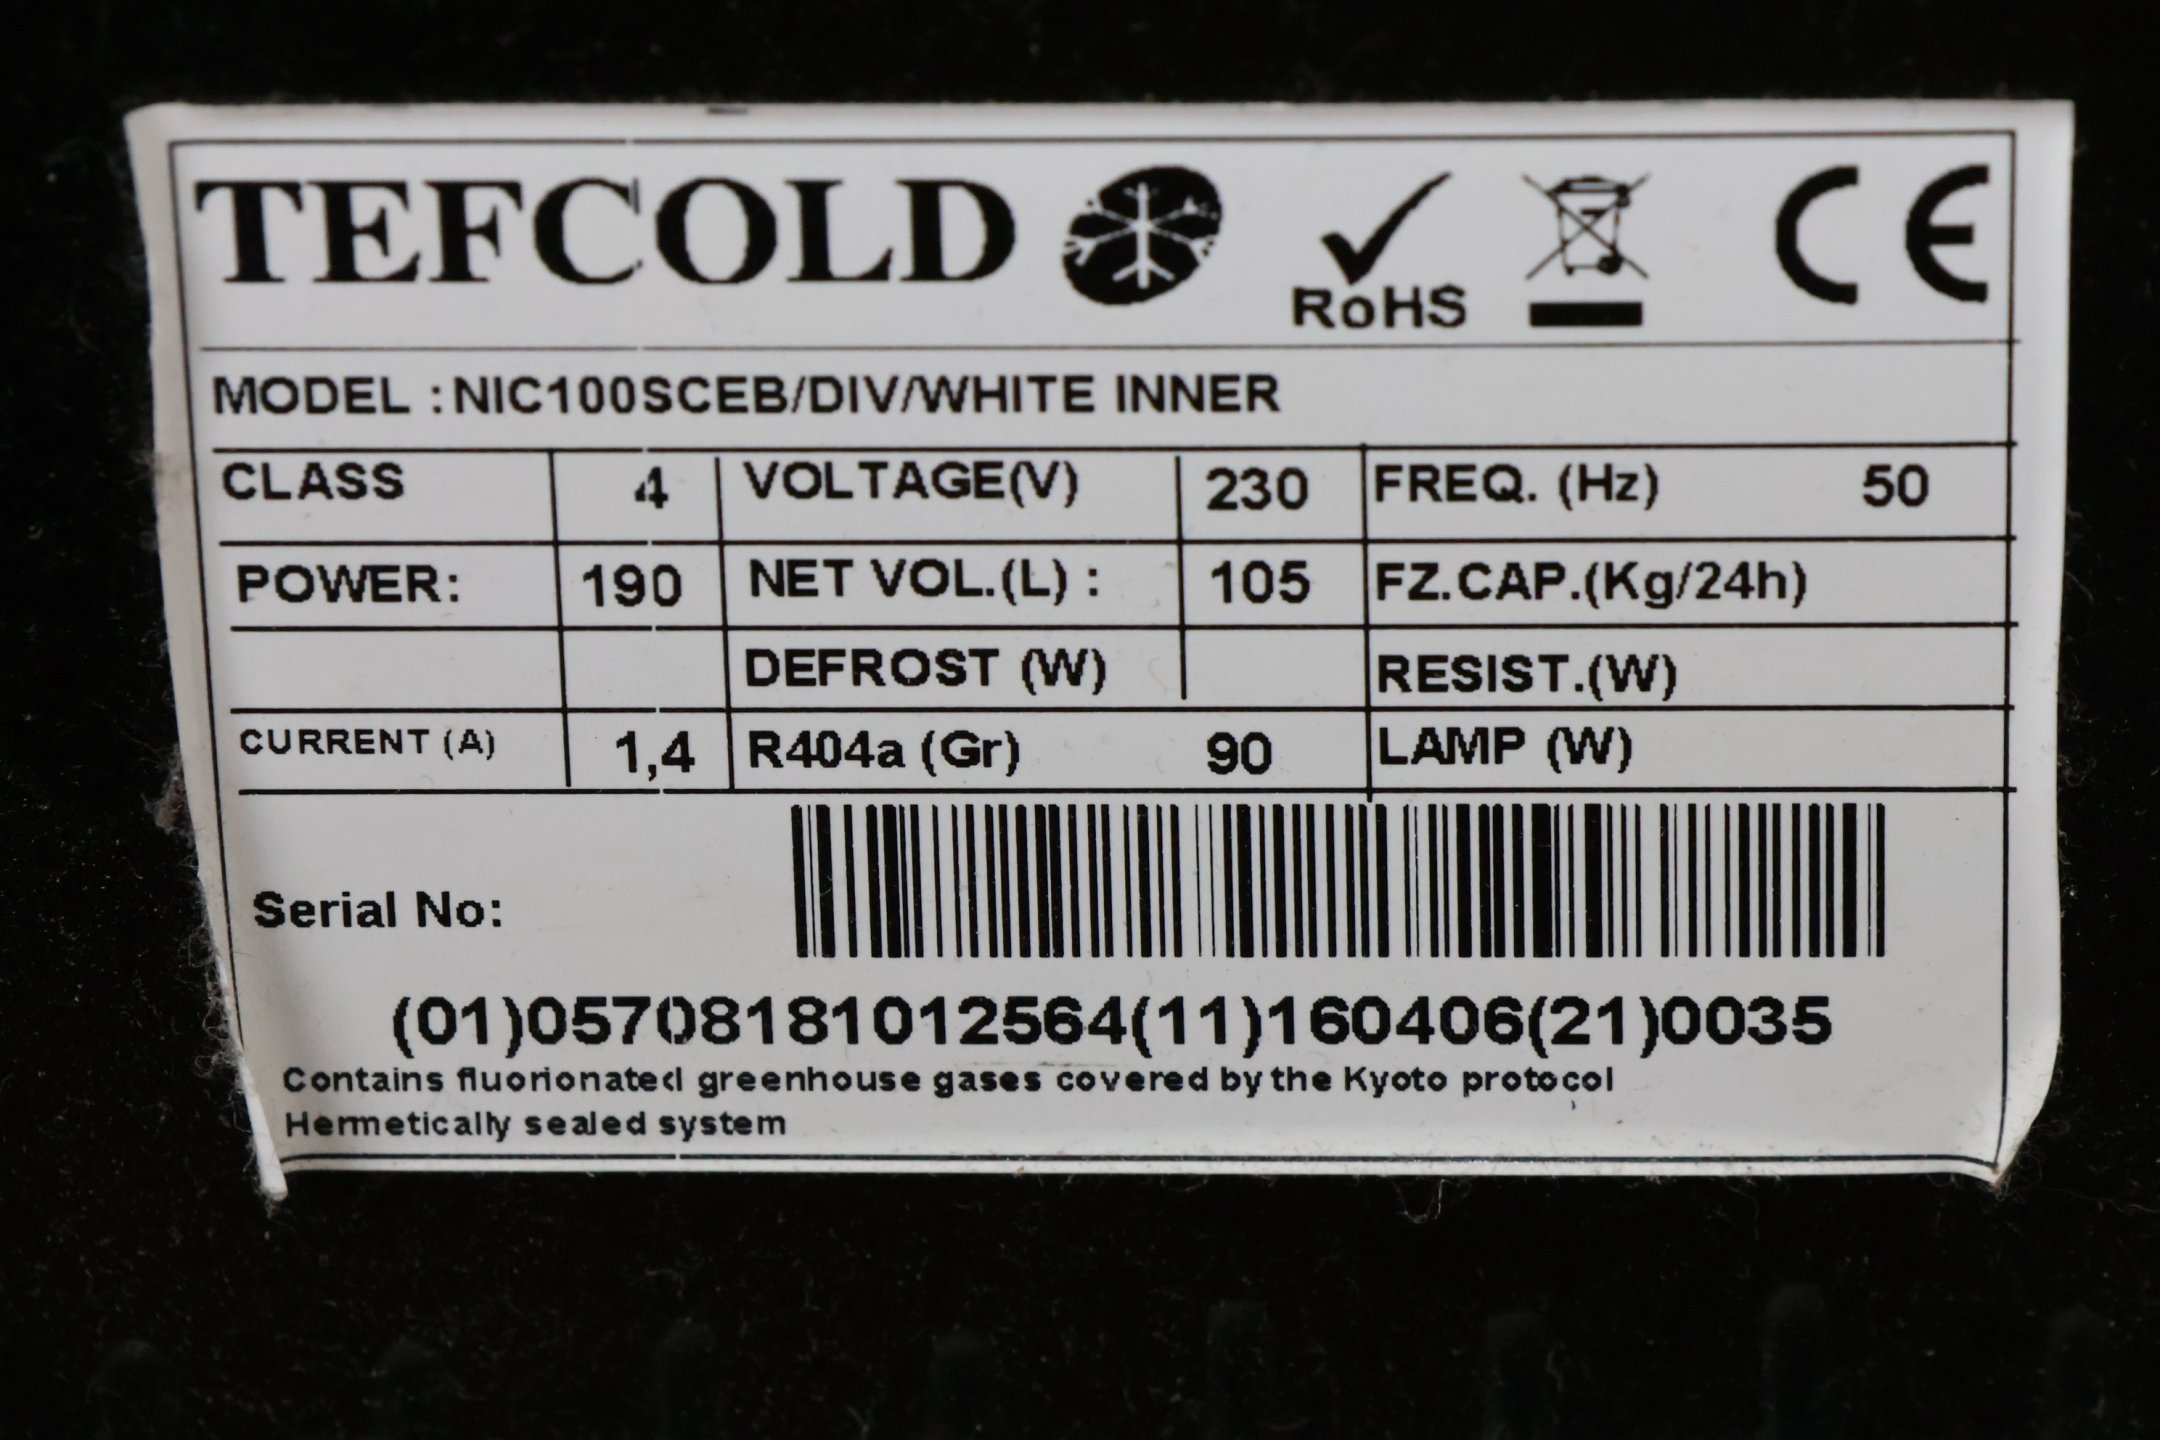 TEFCOLD RoHS CE
MODEL :NIC100SCEB/DIV/WHITE INNER
CLASS 4 VOLTAGE(V) 230 FREQ. (Hz) 50
POWER: 190 NET VOL.(L) : 105 FZ.CAP.(Kg/24h)
DEFROST (W) RESIST.(W)
CURRENT (A) 1,4 R404a (Gr) 90 LAMP (W)
Serial No:
(01)05708181012564(11)160406(21)0035
Contains fluorionated greenhouse gases covered by the Kyoto protocol
Hermetically sealed system